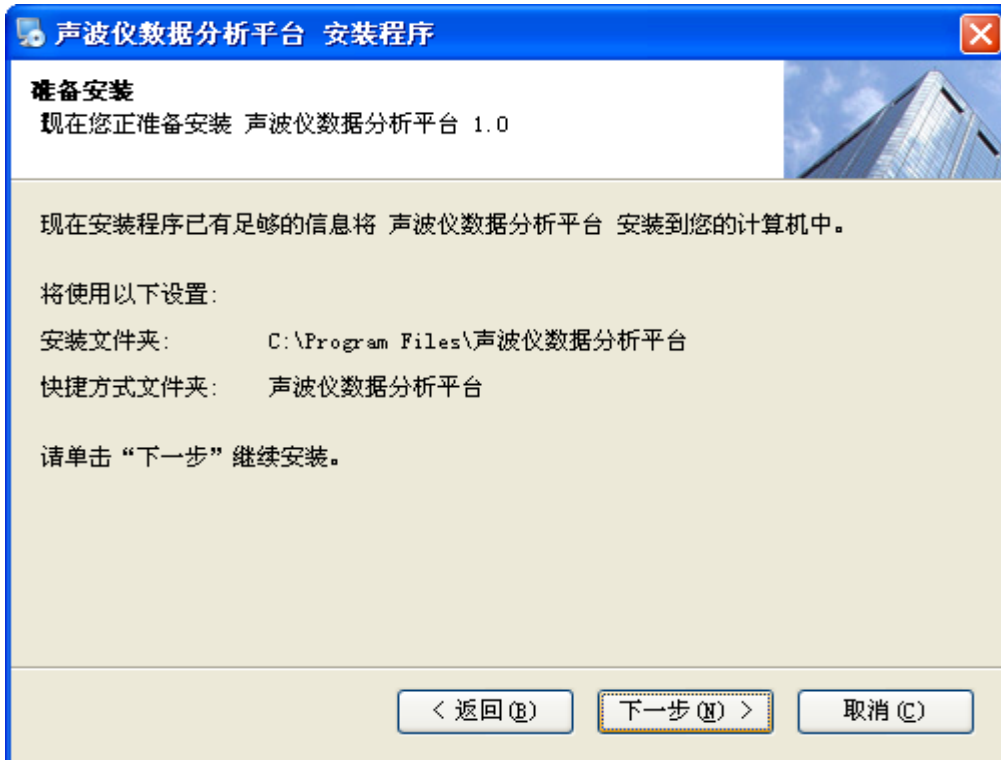 声波仪数据分析平台 安装程序
准备安装
现在您正准备安装 声波仪数据分析平台 1.0
现在安装程序已有足够的信息将 声波仪数据分析平台 安装到您的计算机中。
将使用以下设置:
安装文件夹: C:\Program Files\声波仪数据分析平台
快捷方式文件夹: 声波仪数据分析平台
请单击“下一步”继续安装。
< 返回(B) 下一步(N) > 取消(C)